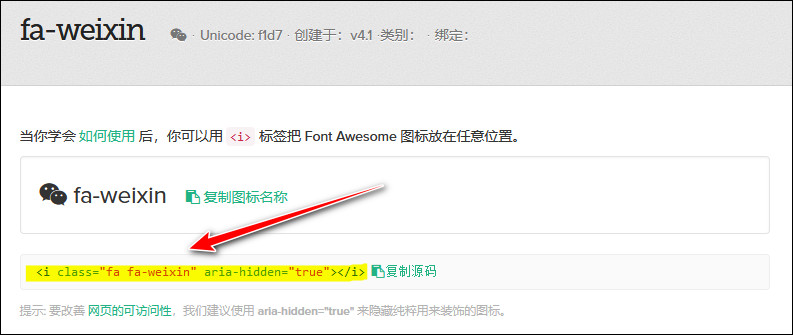 fa-weixin · Unicode: f1d7 · 创建于：v4.1 ·类别： · 绑定：
当你学会 如何使用 后，你可以用 <i> 标签把 Font Awesome 图标放在任意位置。
fa-weixin 复制图标名称
<i class="fa fa-weixin" aria-hidden="true"></i> 复制源码
提示: 要改善 网页的可访问性，我们建议使用 aria-hidden="true" 来隐藏纯粹用来装饰的图标。